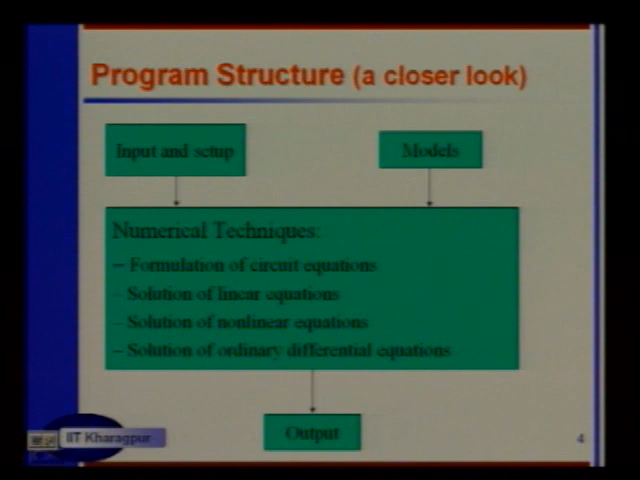 Program Structure (a closer look)
Input and setup
Models
Numerical Techniques:
– Formulation of circuit equations
– Solution of linear equations
– Solution of nonlinear equations
– Solution of ordinary differential equations
Output
IIT Kharagpur
4